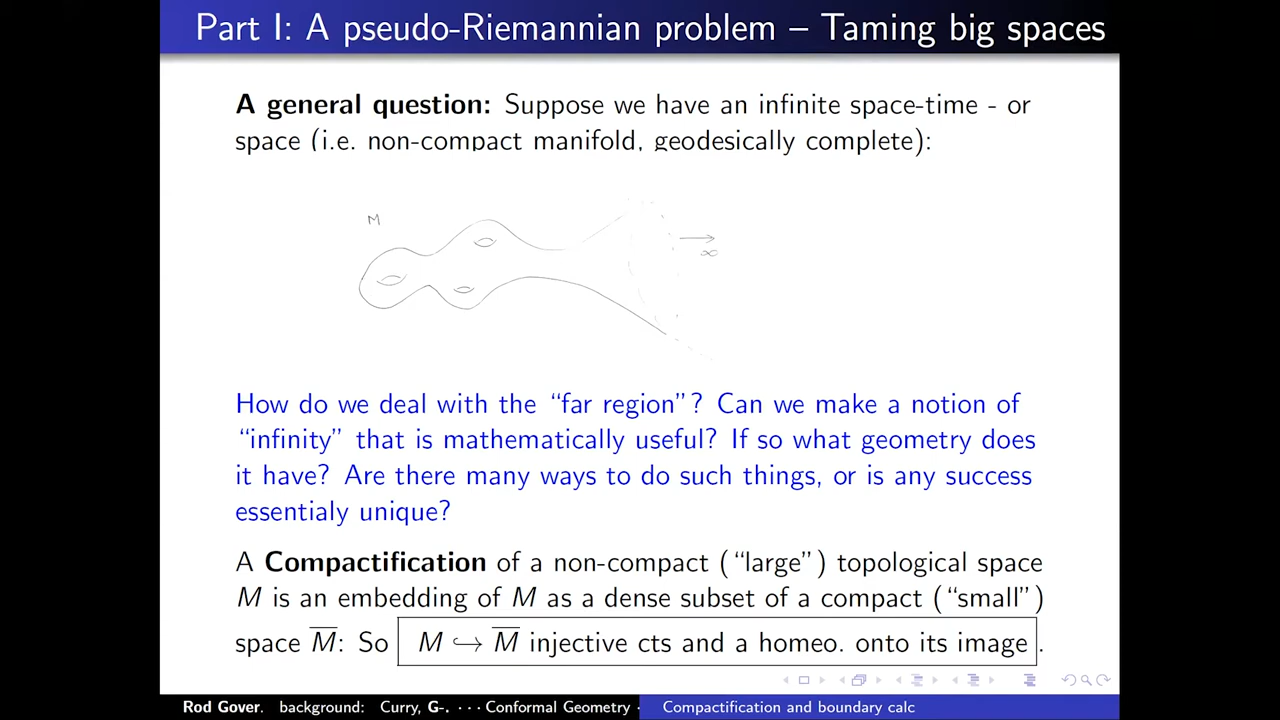 Part I: A pseudo-Riemannian problem – Taming big spaces
A general question: Suppose we have an infinite space-time - or
space (i.e. non-compact manifold, geodesically complete):
M
∞
How do we deal with the “far region”? Can we make a notion of
“infinity” that is mathematically useful? If so what geometry does
it have? Are there many ways to do such things, or is any success
essentialy unique?
A Compactification of a non-compact (“large”) topological space
M is an embedding of M as a dense subset of a compact (“small”)
space M̅: So M ↪ M̅ injective cts and a homeo. onto its image .
Rod Gover. background: Curry, G-. · · · Conformal Geometry · Compactification and boundary calc